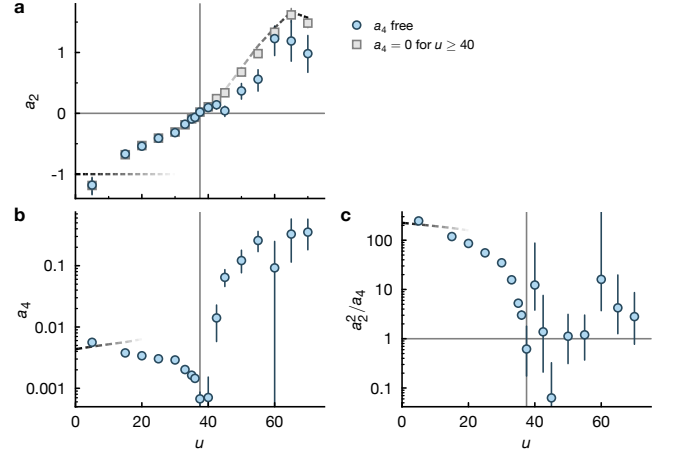 a
a₄ free
a₄ = 0 for u ≥ 40
a₂
1
0
-1
b
c
a₄
0.1
0.01
0.001
a₂²/a₄
100
10
1
0.1
0 20 40 60
0 20 40 60
u
u